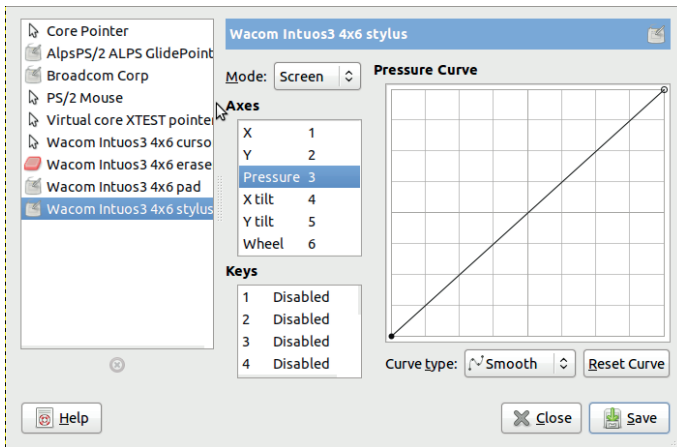 Core Pointer
AlpsPS/2 ALPS GlidePoint
Broadcom Corp
PS/2 Mouse
Virtual core XTEST pointer
Wacom Intuos3 4x6 curso
Wacom Intuos3 4x6 erase
Wacom Intuos3 4x6 pad
Wacom Intuos3 4x6 stylus
Wacom Intuos3 4x6 stylus
Mode: Screen
Axes
X 1
Y 2
Pressure 3
X tilt 4
Y tilt 5
Wheel 6
Keys
1 Disabled
2 Disabled
3 Disabled
4 Disabled
Pressure Curve
Curve type: Smooth Reset Curve
Help Close Save